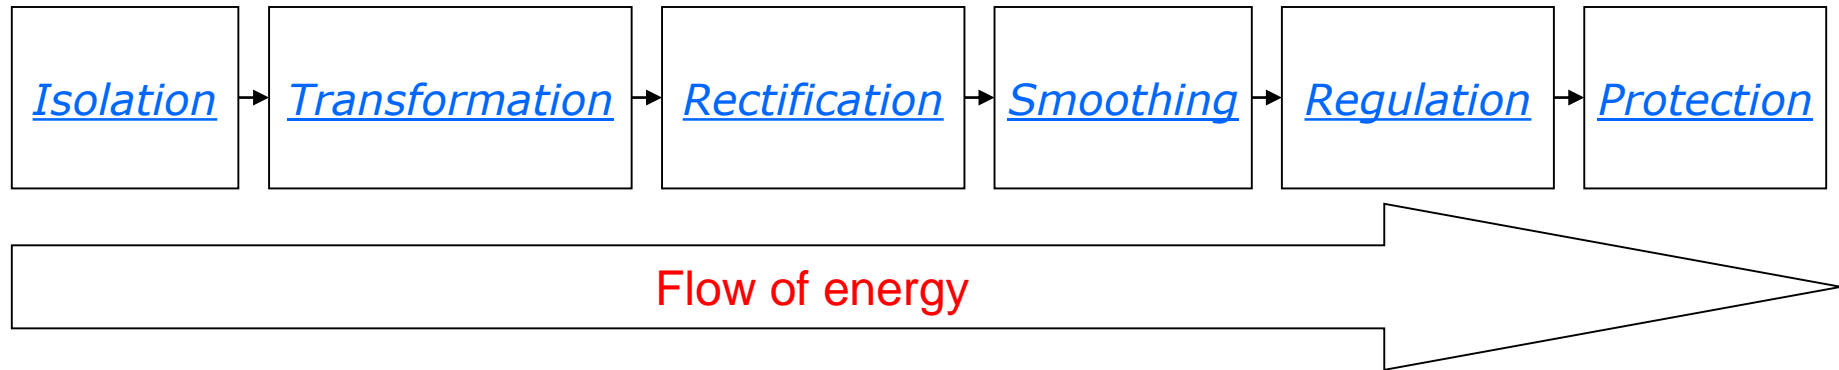 Isolation
Transformation
Rectification
Smoothing
Regulation
Protection
Flow of energy